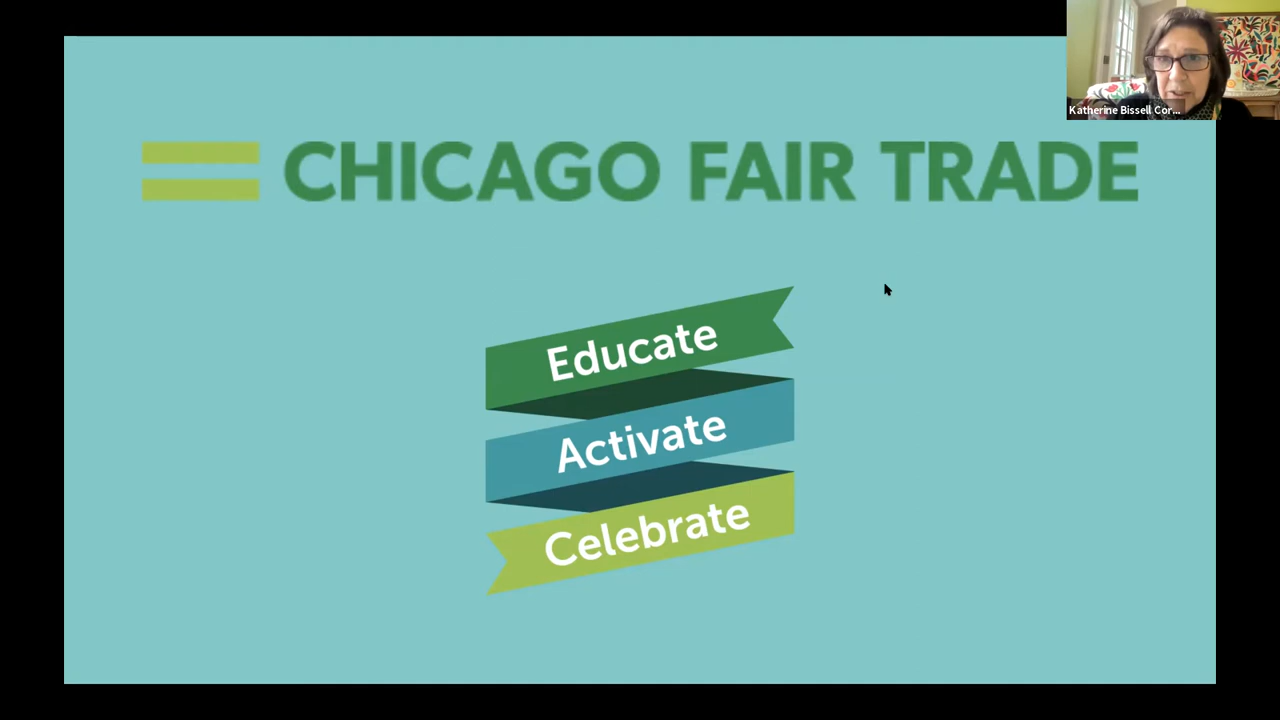 Katherine Bissell Cor...
CHICAGO FAIR TRADE
Educate
Activate
Celebrate